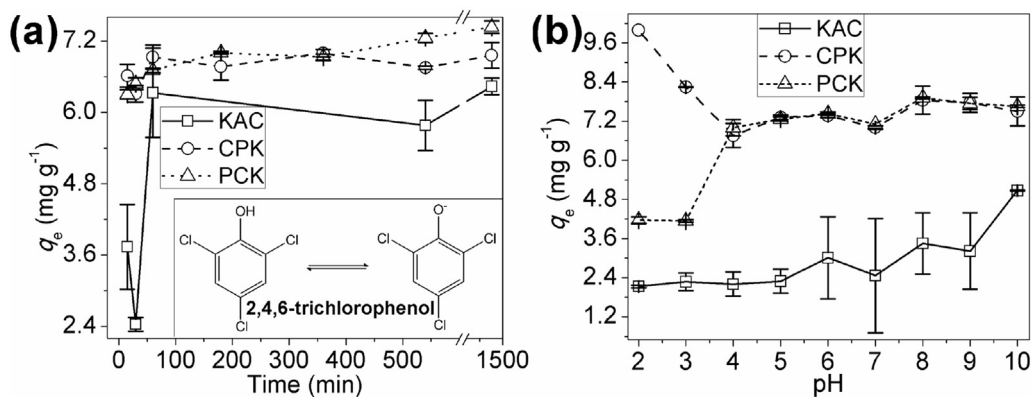 (a)
qe (mg g-1)
7.2
6.0
4.8
3.6
2.4
KAC
CPK
PCK
OH
Cl
Cl
Cl
O-
Cl
Cl
Cl
2,4,6-trichlorophenol
0 100 200 300 400 500 1500
Time (min)
(b)
qe (mg g-1)
9.6
8.4
7.2
6.0
4.8
3.6
2.4
1.2
KAC
CPK
PCK
2 3 4 5 6 7 8 9 10
pH